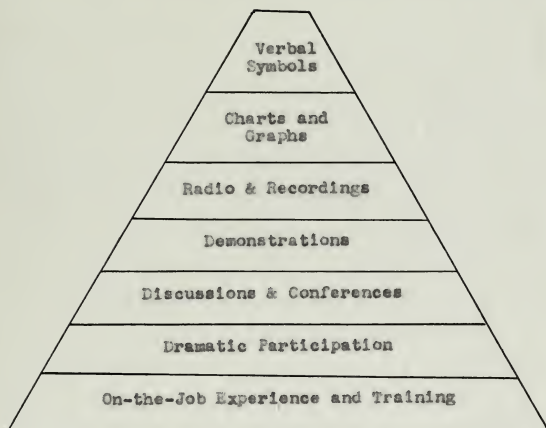 Verbal
Symbols
Charts and
Graphs
Radio & Recordings
Demonstrations
Discussions & Conferences
Dramatic Participation
On-the-Job Experience and Training